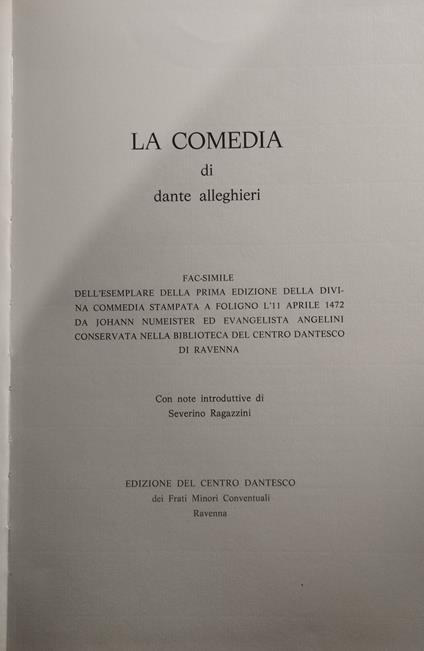 LA COMEDIA
di
dante alleghieri
FAC-SIMILE
DELL'ESEMPLARE DELLA PRIMA EDIZIONE DELLA DIVI-
NA COMMEDIA STAMPATA A FOLIGNO L'11 APRILE 1472
DA JOHANN NUMEISTER ED EVANGELISTA ANGELINI
CONSERVATA NELLA BIBLIOTECA DEL CENTRO DANTESCO
DI RAVENNA
Con note introduttive di
Severino Ragazzini
EDIZIONE DEL CENTRO DANTESCO
dei Frati Minori Conventuali
Ravenna